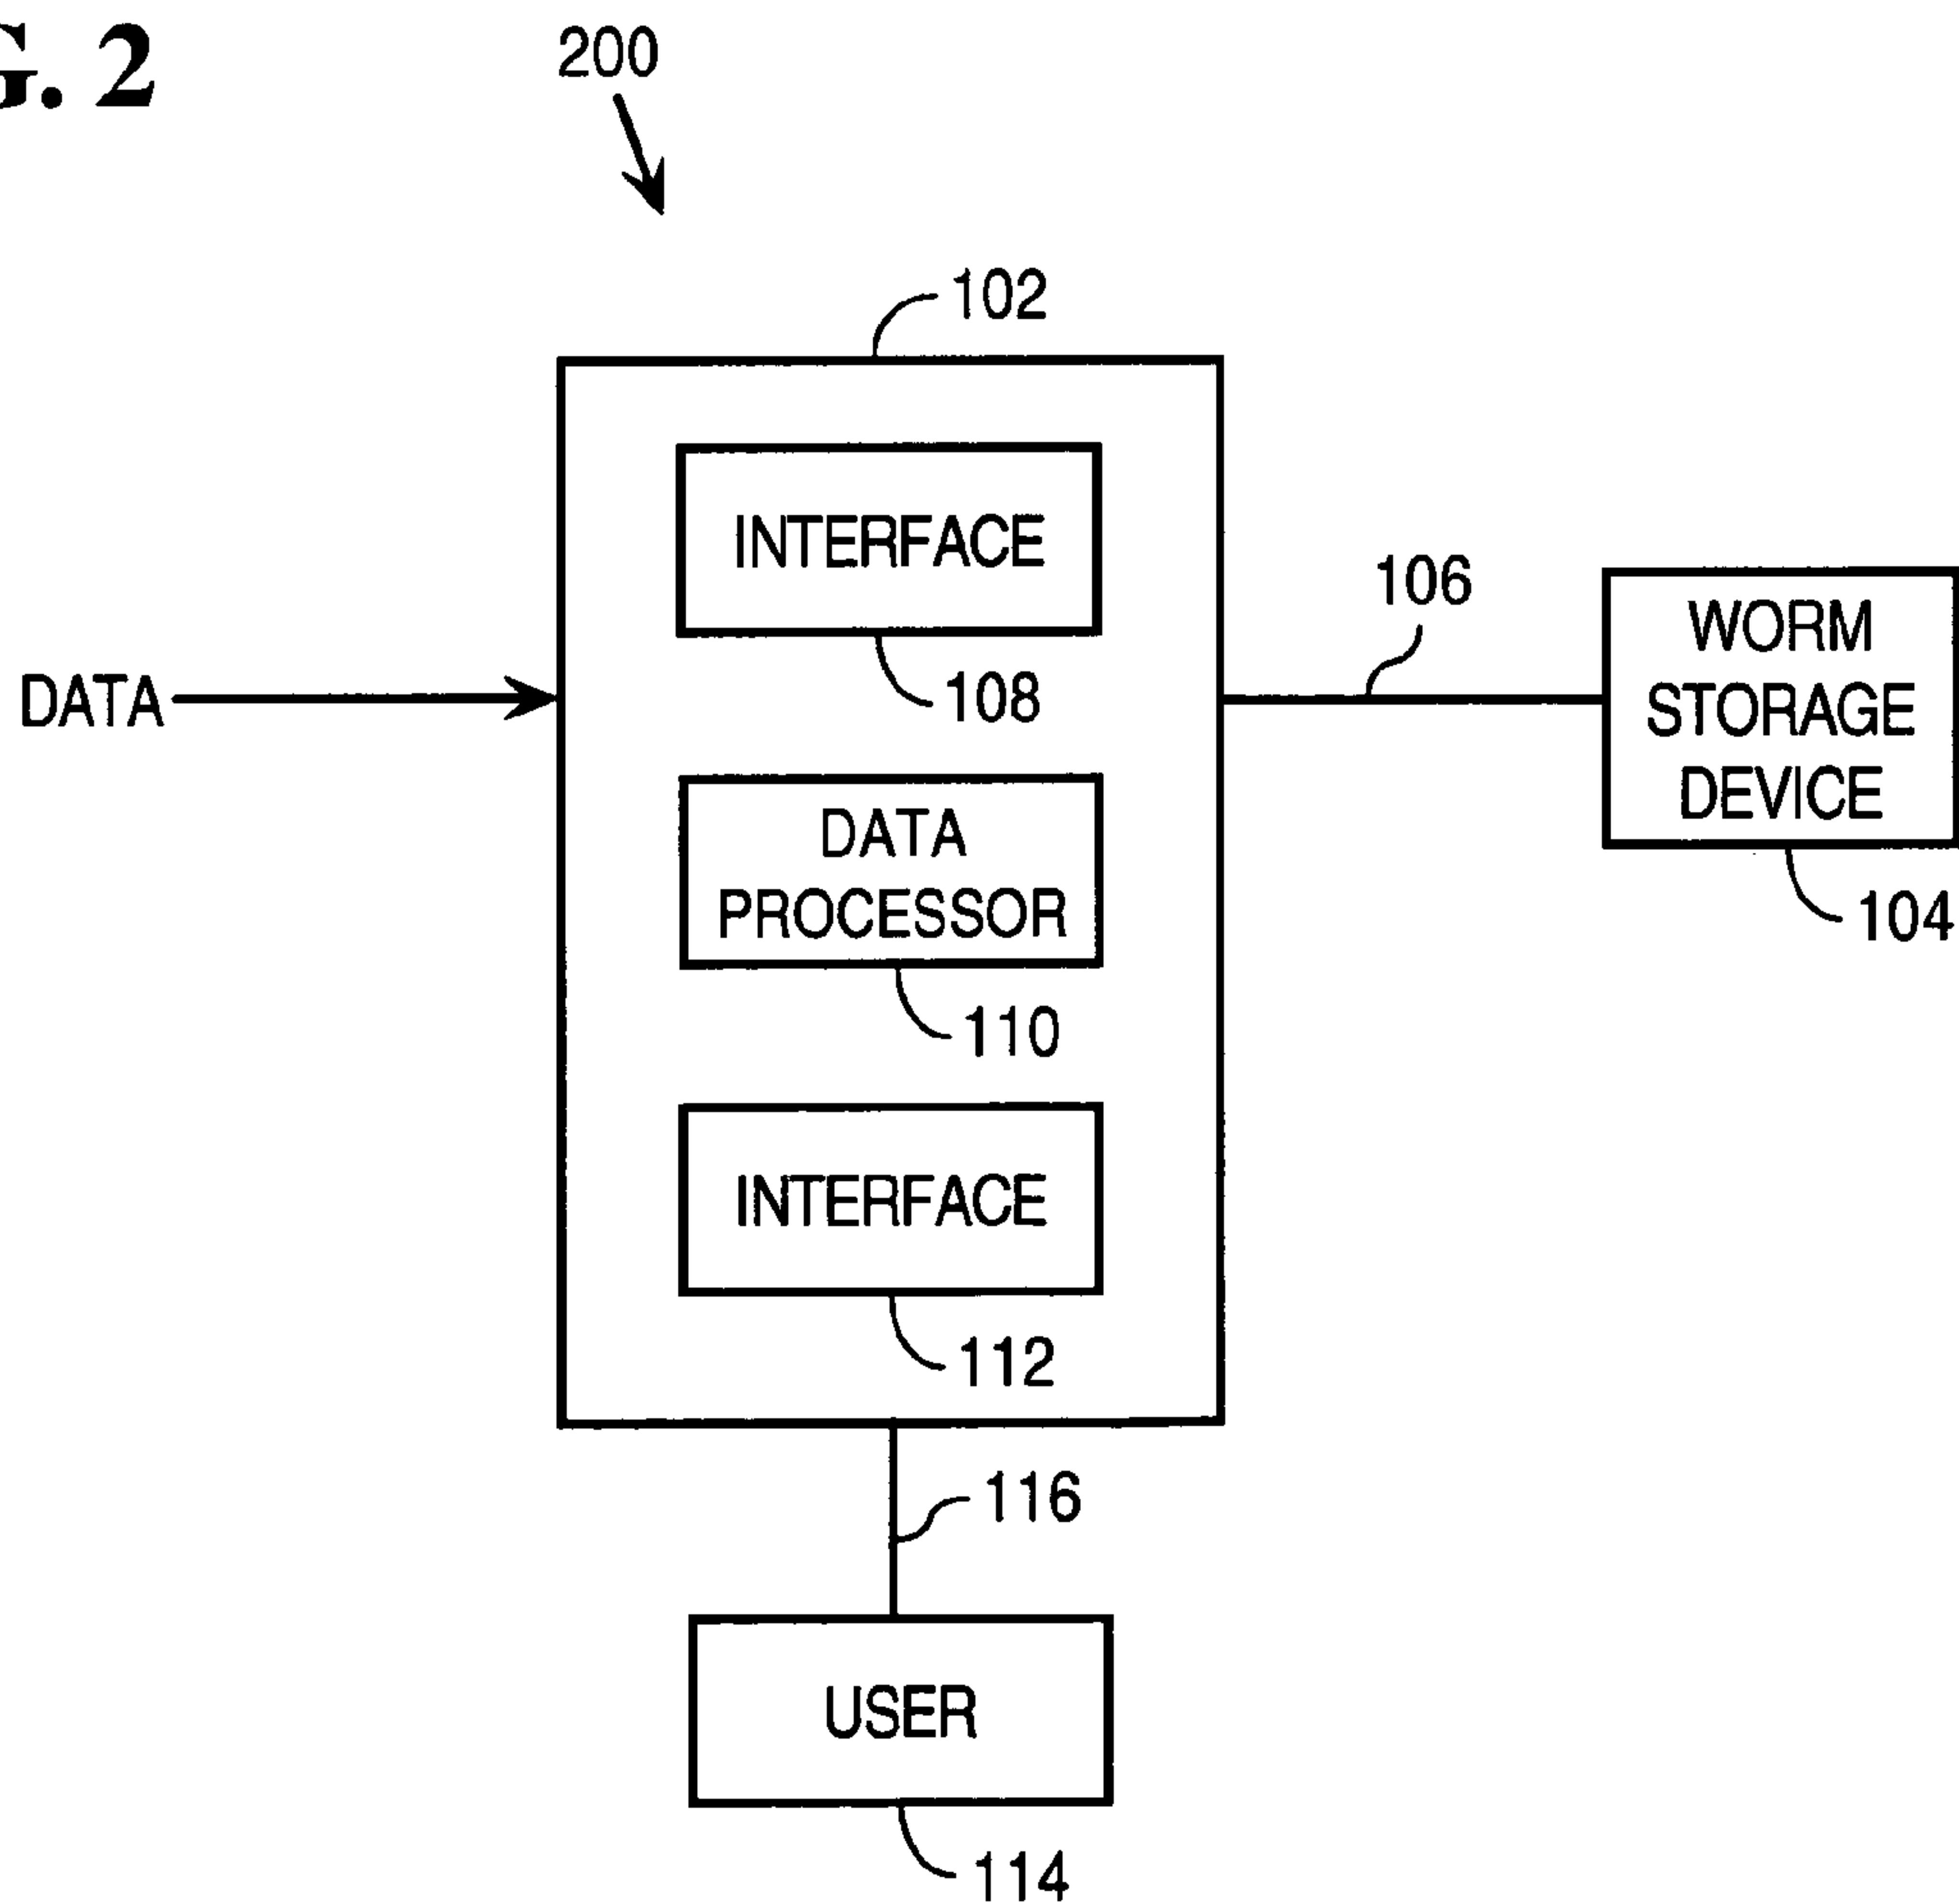 G. 2
200
102
INTERFACE
108
106
WORM
STORAGE
DEVICE
104
DATA
DATA
PROCESSOR
110
INTERFACE
112
116
USER
114